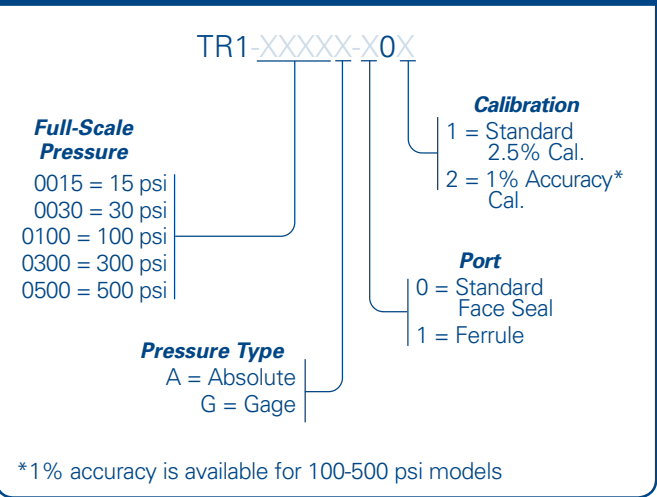 TR1-XXXXX-X0X
Full-Scale
Pressure
0015 = 15 psi
0030 = 30 psi
0100 = 100 psi
0300 = 300 psi
0500 = 500 psi
Pressure Type
A = Absolute
G = Gage
Calibration
1 = Standard
2.5% Cal.
2 = 1% Accuracy*
Cal.
Port
0 = Standard
Face Seal
1 = Ferrule
*1% accuracy is available for 100-500 psi models